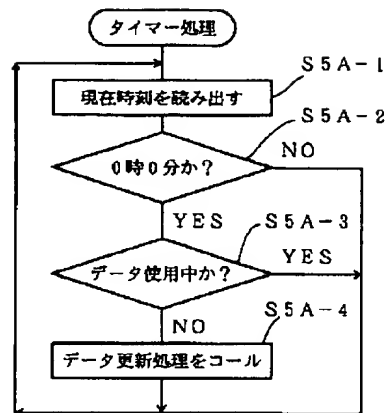 タイマー処理
S5A-1
現在時刻を読み出す
S5A-2
0時0分か?
NO
YES
S5A-3
データ使用中か?
YES
NO
S5A-4
データ更新処理をコール